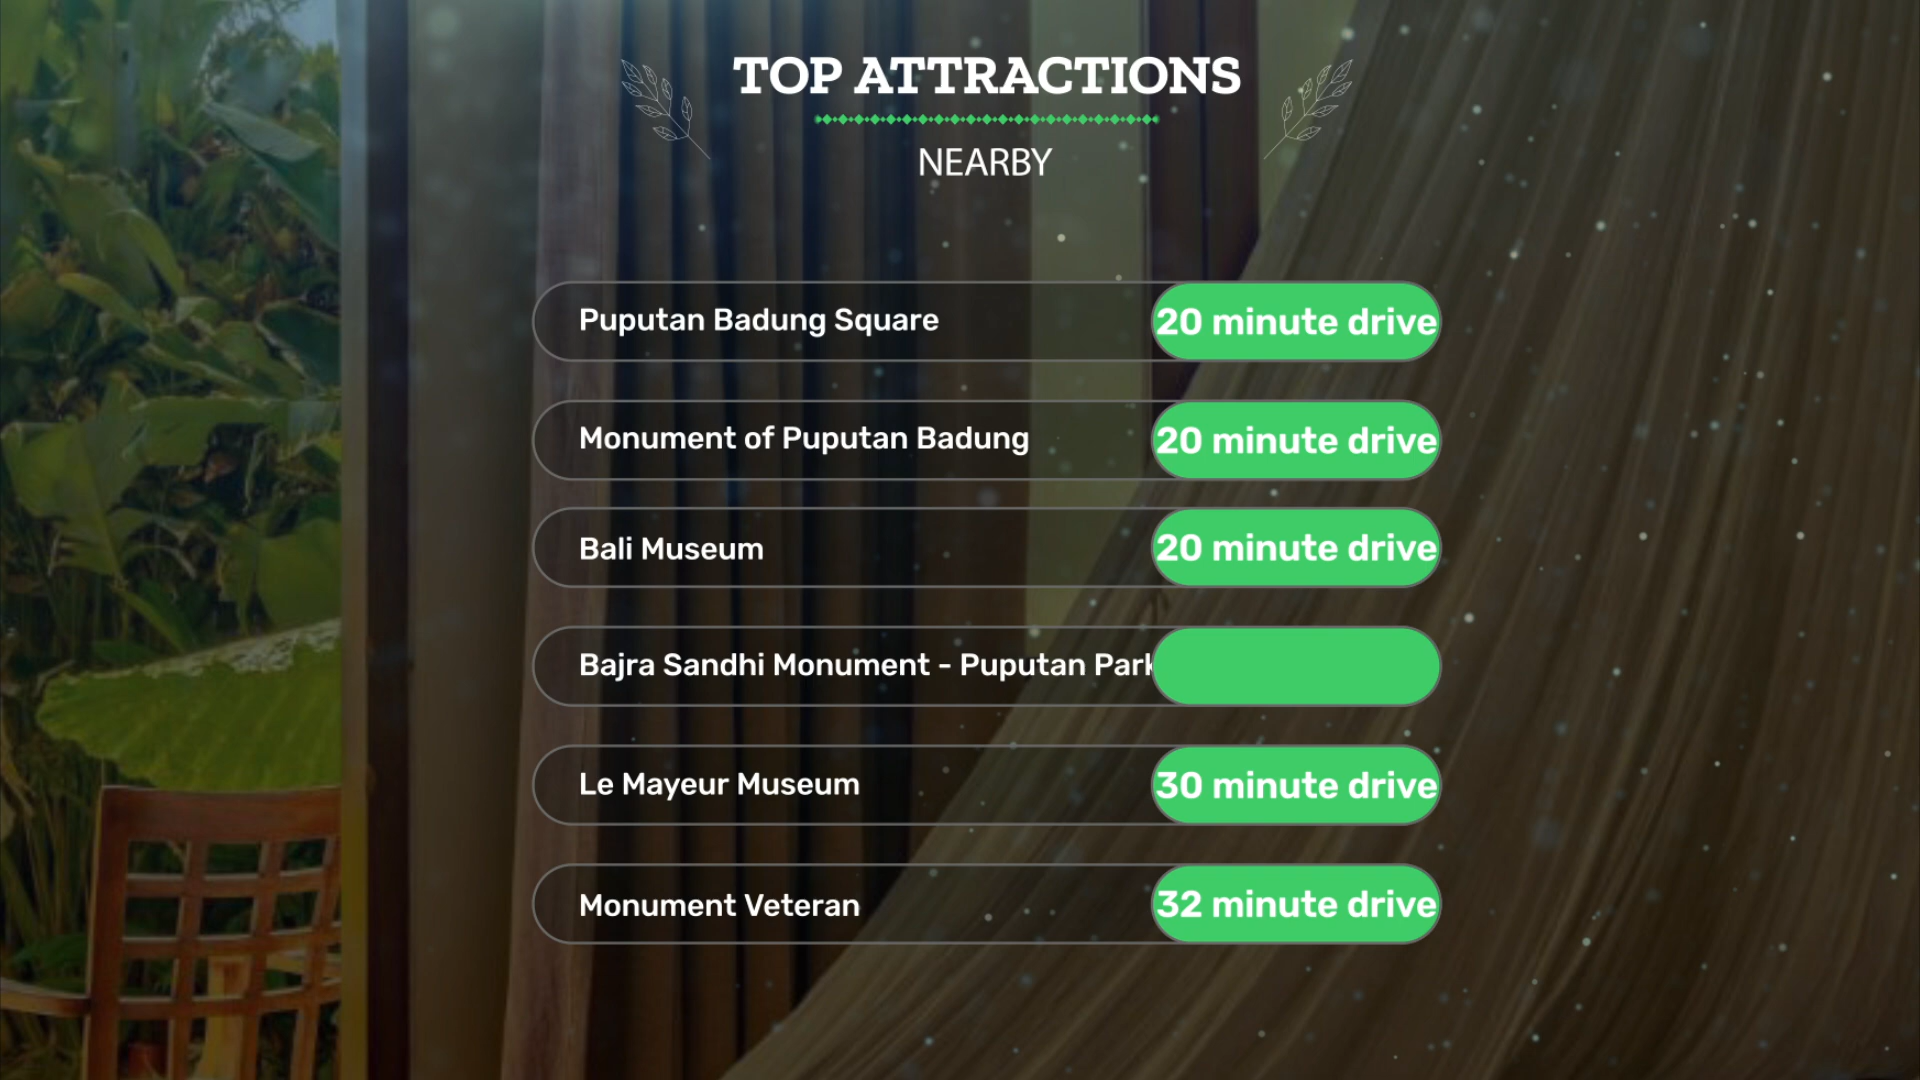 TOP ATTRACTIONS
NEARBY
Puputan Badung Square
20 minute drive
Monument of Puputan Badung
20 minute drive
Bali Museum
20 minute drive
Bajra Sandhi Monument - Puputan Park
Le Mayeur Museum
30 minute drive
Monument Veteran
32 minute drive